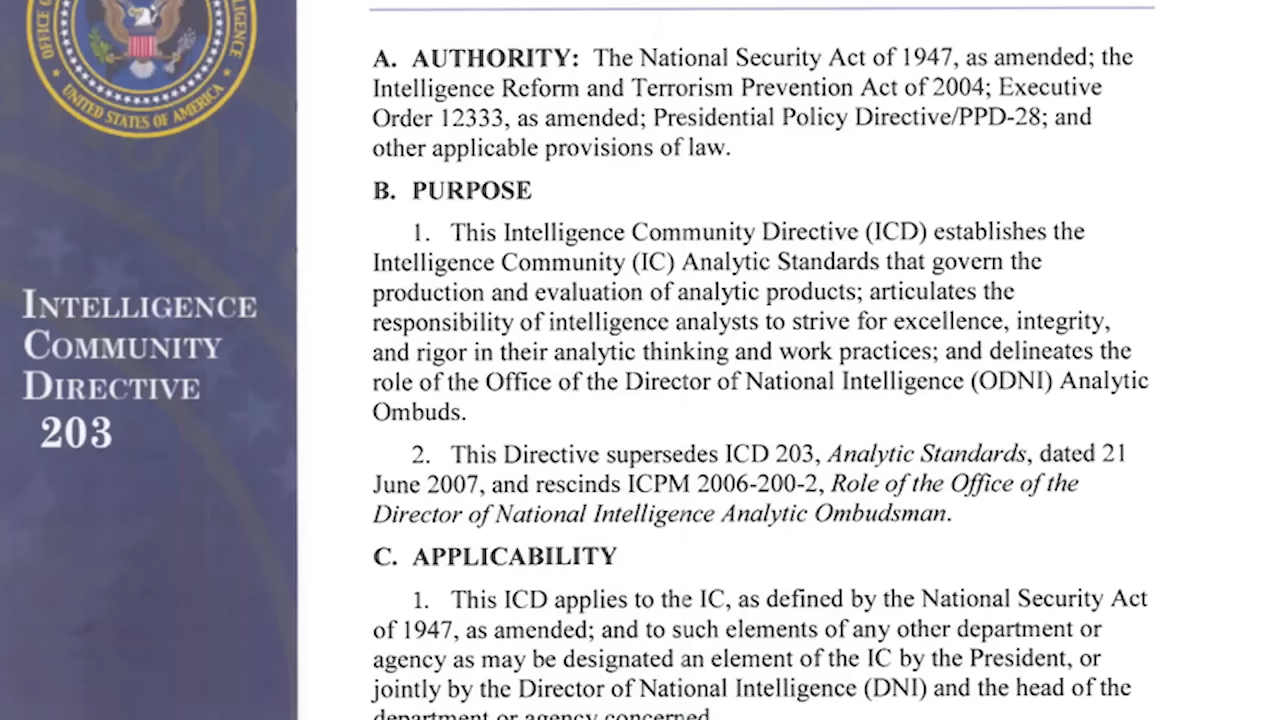 OFFICE O
LIGENCE
UNITED STATES OF AMERICA
INTELLIGENCE
COMMUNITY
DIRECTIVE
203
A. AUTHORITY: The National Security Act of 1947, as amended; the
Intelligence Reform and Terrorism Prevention Act of 2004; Executive
Order 12333, as amended; Presidential Policy Directive/PPD-28; and
other applicable provisions of law.
B. PURPOSE
1. This Intelligence Community Directive (ICD) establishes the
Intelligence Community (IC) Analytic Standards that govern the
production and evaluation of analytic products; articulates the
responsibility of intelligence analysts to strive for excellence, integrity,
and rigor in their analytic thinking and work practices; and delineates the
role of the Office of the Director of National Intelligence (ODNI) Analytic
Ombuds.
2. This Directive supersedes ICD 203, Analytic Standards, dated 21
June 2007, and rescinds ICPM 2006-200-2, Role of the Office of the
Director of National Intelligence Analytic Ombudsman.
C. APPLICABILITY
1. This ICD applies to the IC, as defined by the National Security Act
of 1947, as amended; and to such elements of any other department or
agency as may be designated an element of the IC by the President, or
jointly by the Director of National Intelligence (DNI) and the head of the
department or agency concerned.